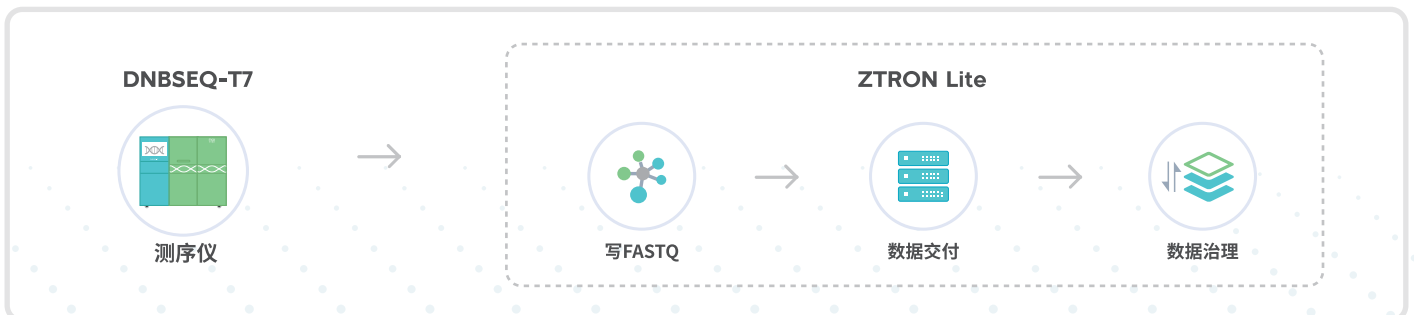 DNBSEQ-T7
ZTRON Lite
测序仪
写FASTQ
数据交付
数据治理